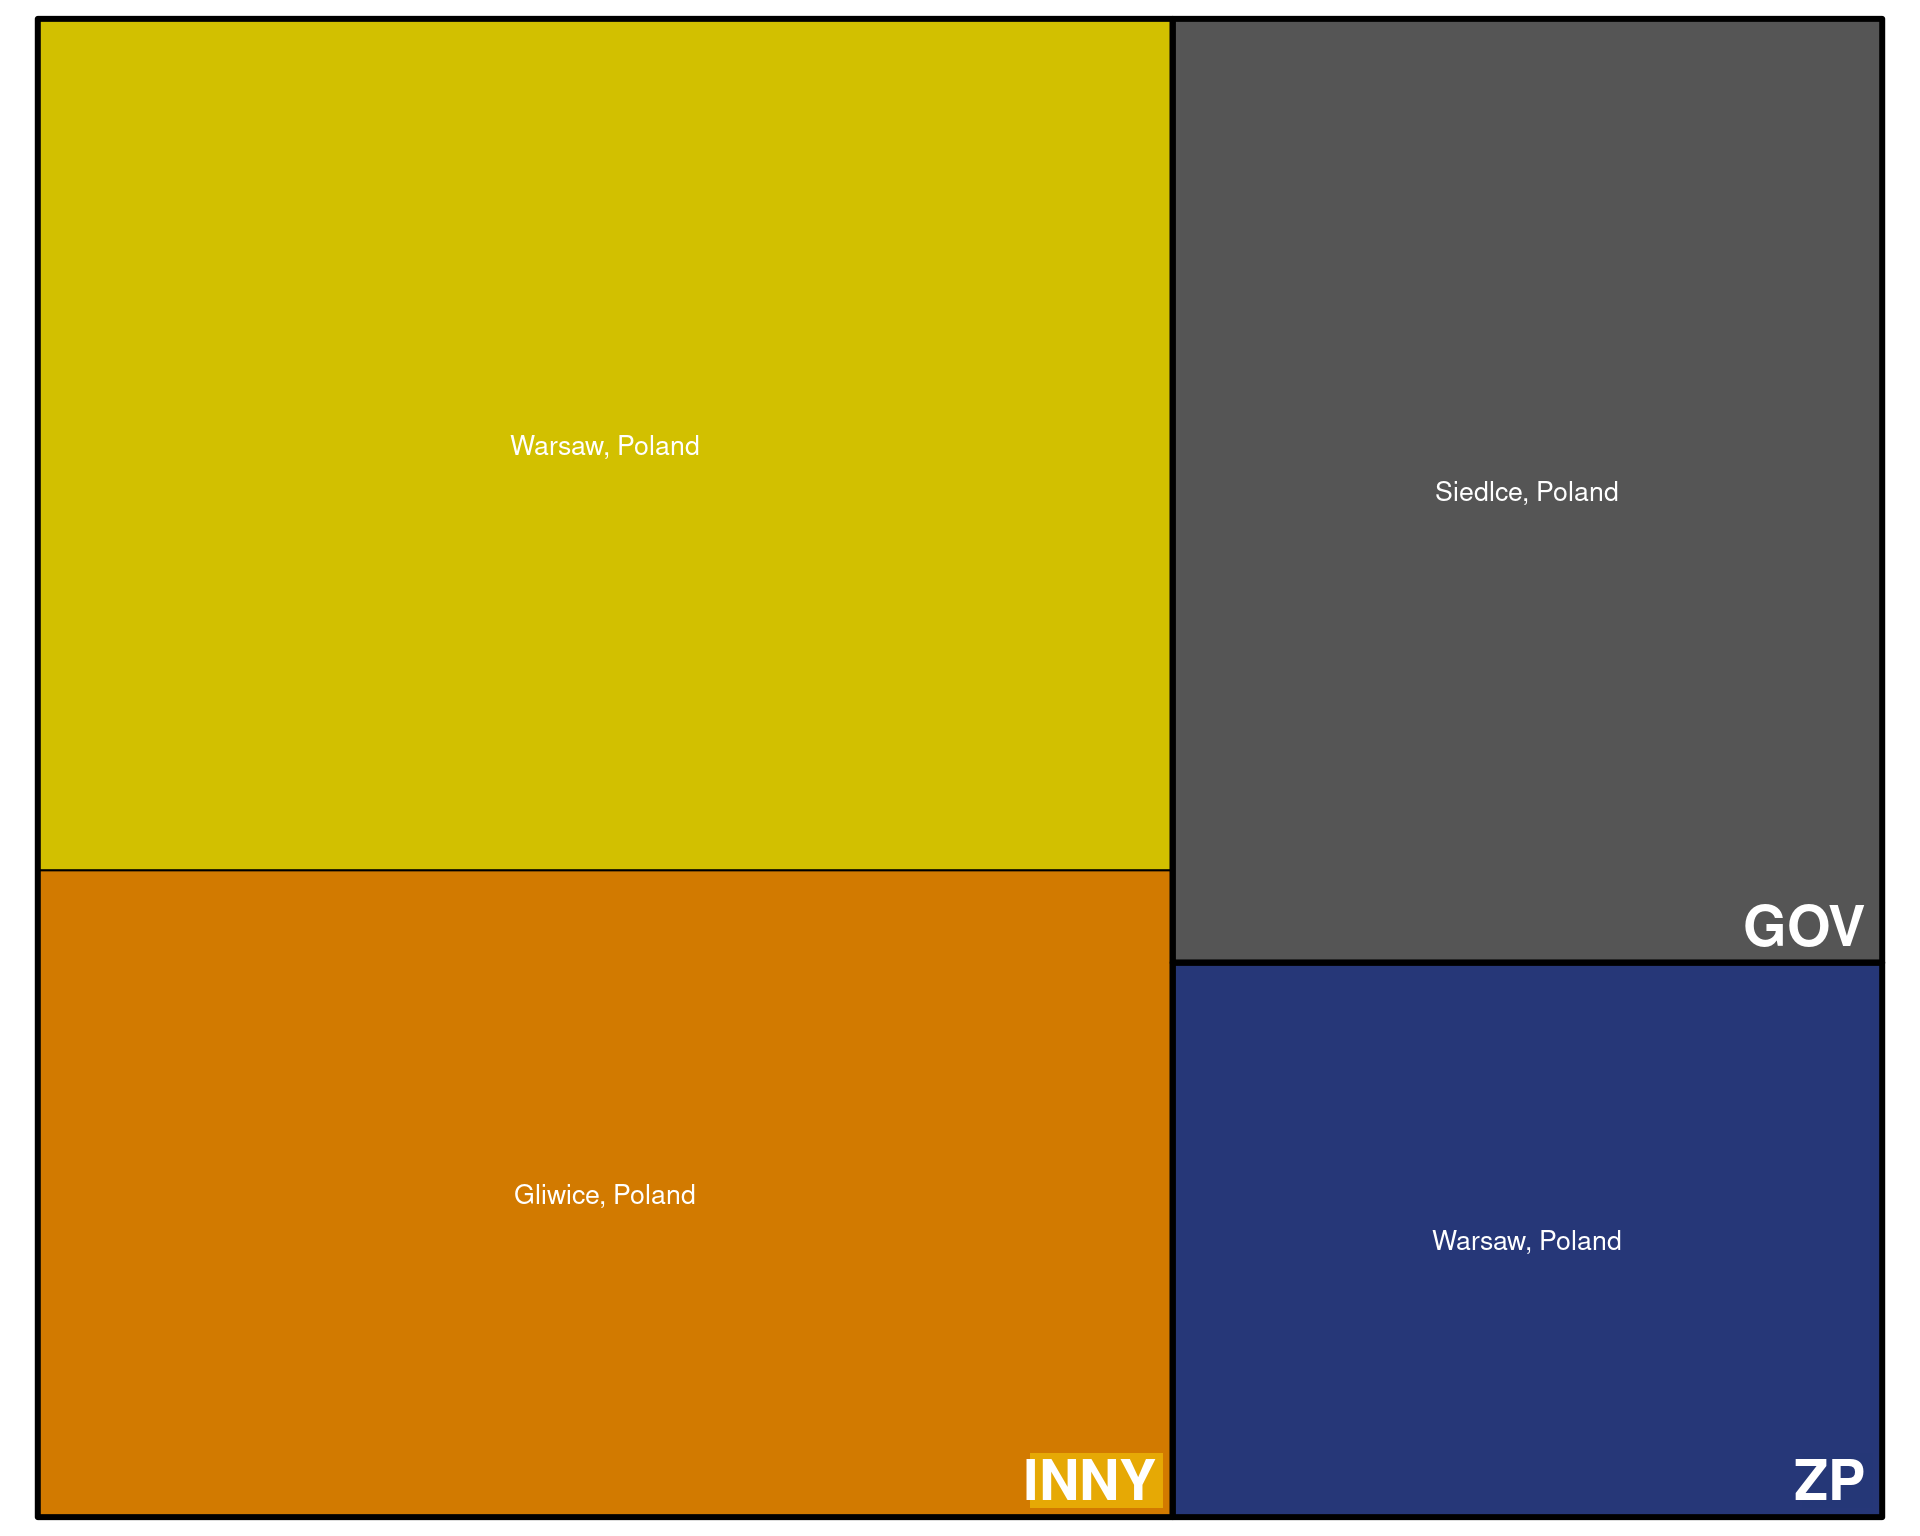 Warsaw, Poland
Gliwice, Poland
INNY
Siedlce, Poland
GOV
Warsaw, Poland
ZP